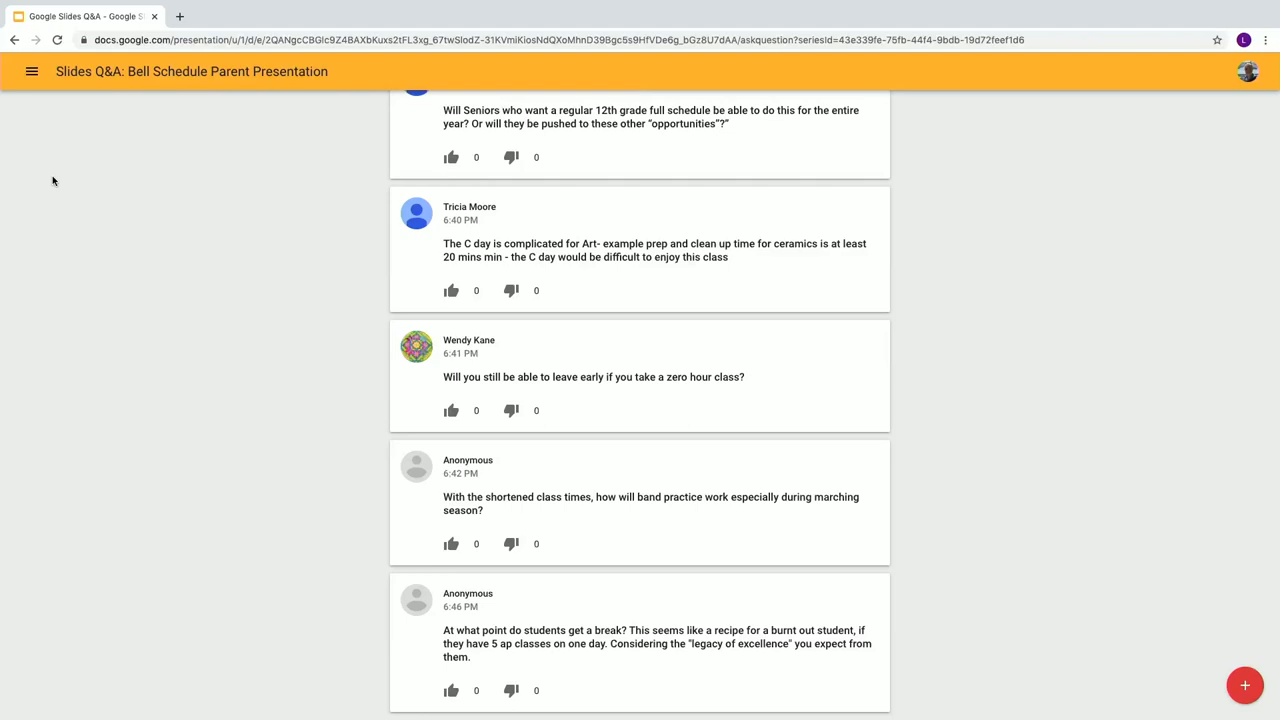 Google Slides Q&A - Google S
docs.google.com/presentation/u/1/d/e/2QANgcCBGlc9Z4BAXbKuxs2tFL3xg_67twSlodZ-31KVmiKiosNdQXoMhnD39Bgc5s9HfVDe6g_bGz8U7dAA/askquestion?seriesId=43e339fe-75fb-44f4-9bdb-19d72feef1d6
L
Slides Q&A: Bell Schedule Parent Presentation
Will Seniors who want a regular 12th grade full schedule be able to do this for the entire
year? Or will they be pushed to these other “opportunities”?”
0 0
Tricia Moore
6:40 PM
The C day is complicated for Art- example prep and clean up time for ceramics is at least
20 mins min - the C day would be difficult to enjoy this class
0 0
Wendy Kane
6:41 PM
Will you still be able to leave early if you take a zero hour class?
0 0
Anonymous
6:42 PM
With the shortened class times, how will band practice work especially during marching
season?
0 0
Anonymous
6:46 PM
At what point do students get a break? This seems like a recipe for a burnt out student, if
they have 5 ap classes on one day. Considering the "legacy of excellence" you expect from
them.
0 0